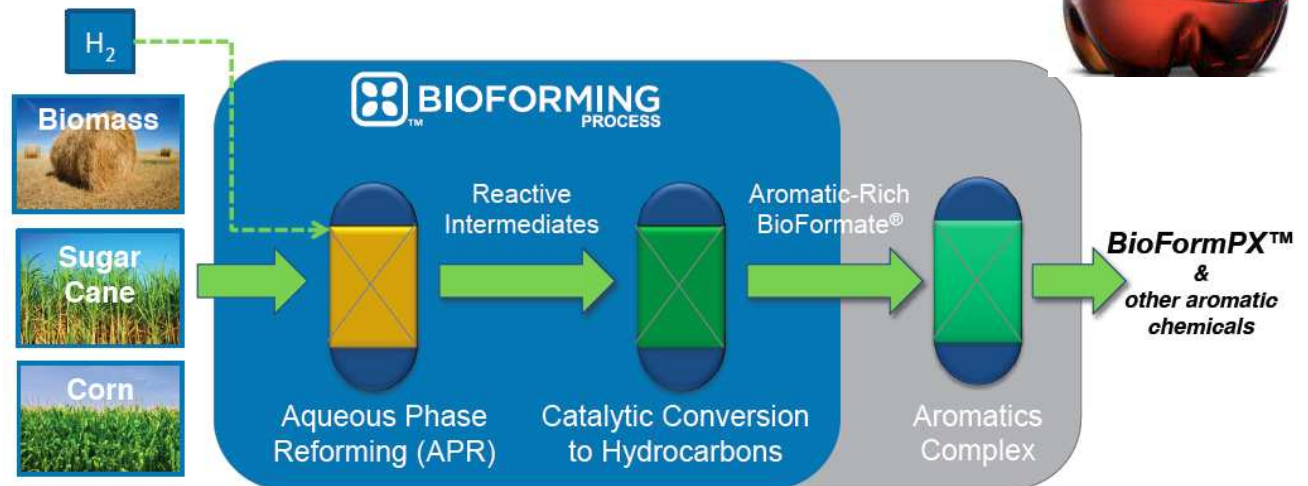 H₂
Biomass
Sugar
Cane
Corn
BIOFORMING
™ PROCESS
Reactive
Intermediates
Aromatic-Rich
BioFormate®
Aqueous Phase
Reforming (APR)
Catalytic Conversion
to Hydrocarbons
Aromatics
Complex
BioFormPX™
&
other aromatic
chemicals